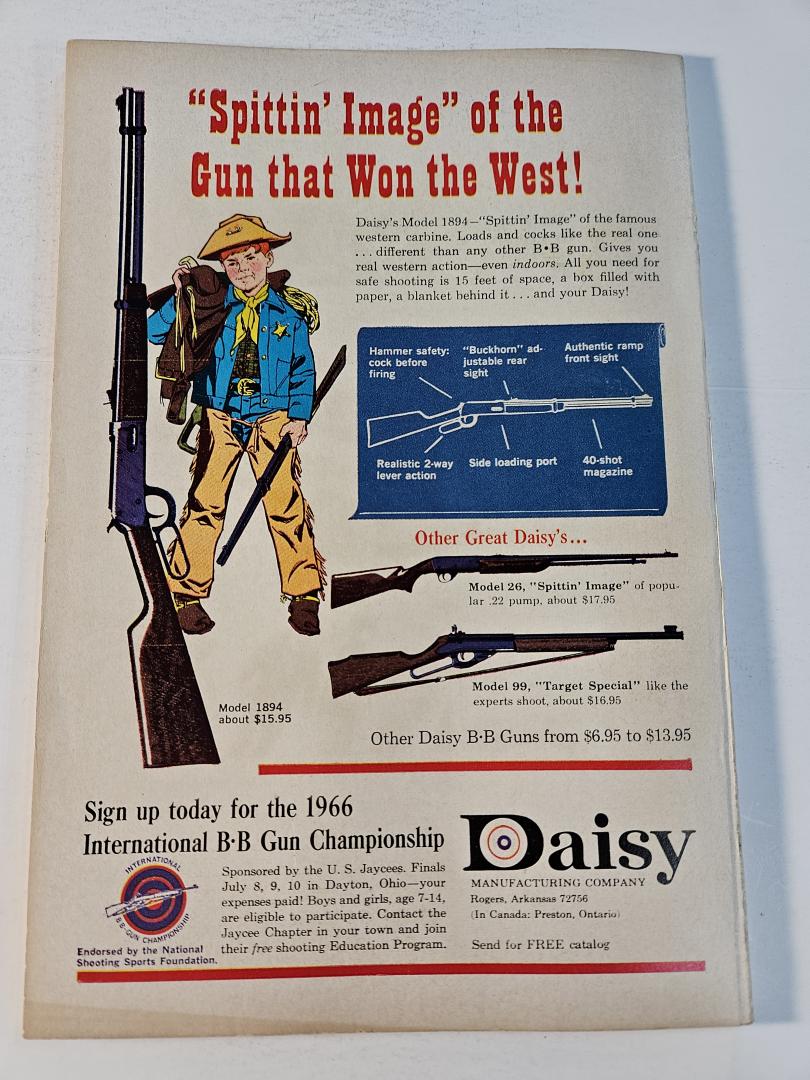 “Spittin’ Image” of the
Gun that Won the West!
Daisy's Model 1894—“Spittin' Image” of the famous
western carbine. Loads and cocks like the real one
. . . different than any other B•B gun. Gives you
real western action—even indoors. All you need for
safe shooting is 15 feet of space, a box filled with
paper, a blanket behind it . . . and your Daisy!
Hammer safety:
cock before
firing
"Buckhorn" ad-
justable rear
sight
Authentic ramp
front sight
Realistic 2-way
lever action
Side loading port
40-shot
magazine
Other Great Daisy's...
Model 26, "Spittin' Image" of popu-
lar .22 pump, about $17.95
Model 99, "Target Special" like the
experts shoot, about $16.95
Model 1894
about $15.95
Other Daisy B·B Guns from $6.95 to $13.95
Sign up today for the 1966
International B·B Gun Championship
INTERNATIONAL
B·B-GUN CHAMPIONSHIP
Endorsed by the National
Shooting Sports Foundation.
Sponsored by the U. S. Jaycees. Finals
July 8, 9, 10 in Dayton, Ohio—your
expenses paid! Boys and girls, age 7-14,
are eligible to participate. Contact the
Jaycee Chapter in your town and join
their free shooting Education Program.
Daisy
MANUFACTURING COMPANY
Rogers, Arkansas 72756
(In Canada: Preston, Ontario)
Send for FREE catalog